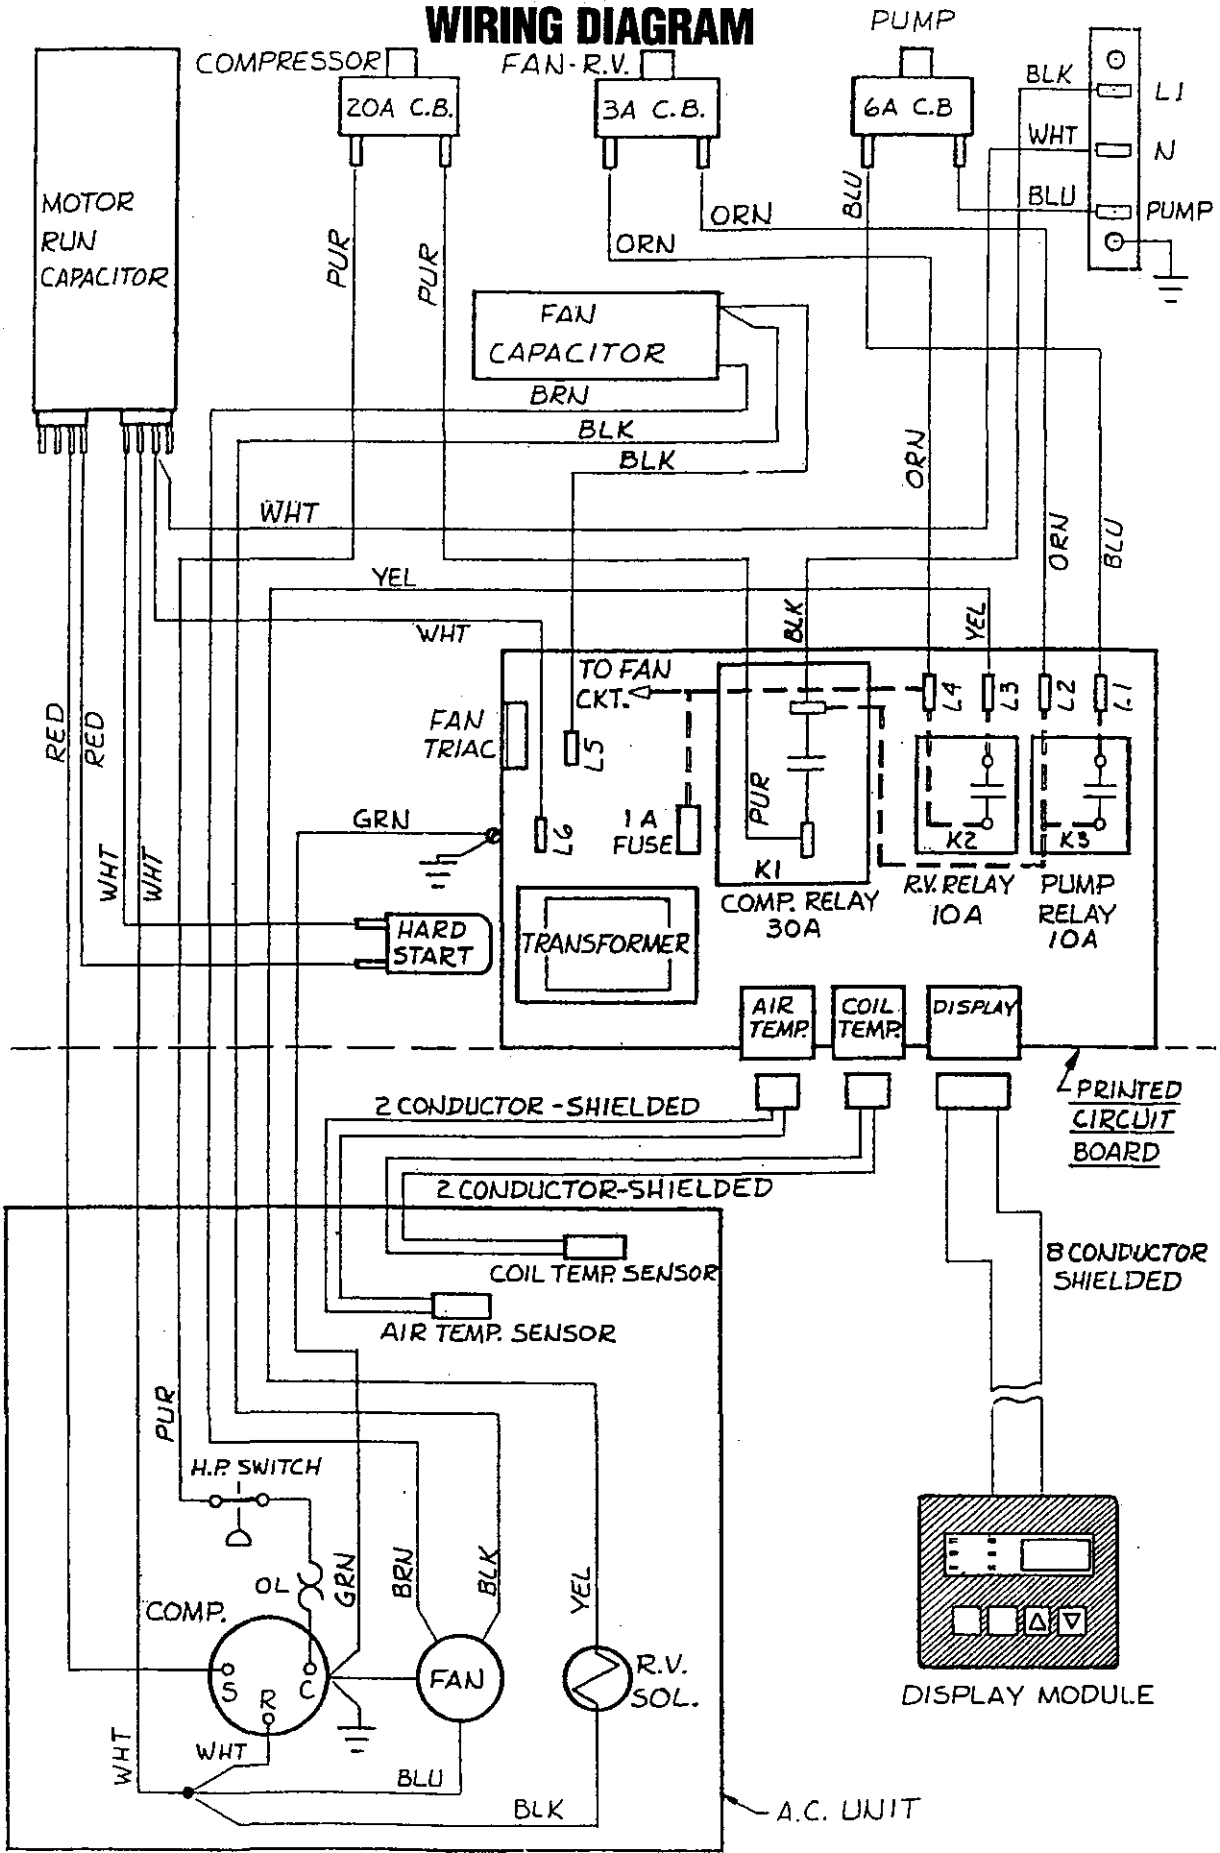 WIRING DIAGRAM
COMPRESSOR
20A C.B.
FAN-R.V.
3A C.B.
PUMP
6A C.B
BLK
L1
WHT
N
BLU
PUMP
MOTOR
RUN
CAPACITOR
PUR
PUR
ORN
ORN
BLU
FAN
CAPACITOR
BRN
BLK
BLK
WHT
ORN
ORN
BLU
YEL
WHT
BLK
YEL
RED
RED
FAN
TRIAC
TO FAN
CKT.
L5
L6
1A
FUSE
PUR
K1
COMP. RELAY
30A
L4
L3
L2
L1
K2
R.V. RELAY
10A
K3
PUMP
RELAY
10A
GRN
WHT
WHT
HARD
START
TRANSFORMER
AIR
TEMP.
COIL
TEMP.
DISPLAY
PRINTED
CIRCUIT
BOARD
2 CONDUCTOR -SHIELDED
2 CONDUCTOR-SHIELDED
8 CONDUCTOR
SHIELDED
COIL TEMP. SENSOR
AIR TEMP. SENSOR
PUR
H.P. SWITCH
OL
GRN
BRN
BLK
YEL
COMP.
S
R
C
FAN
R.V.
SOL.
WHT
WHT
BLU
BLK
A.C. UNIT
DISPLAY MODULE